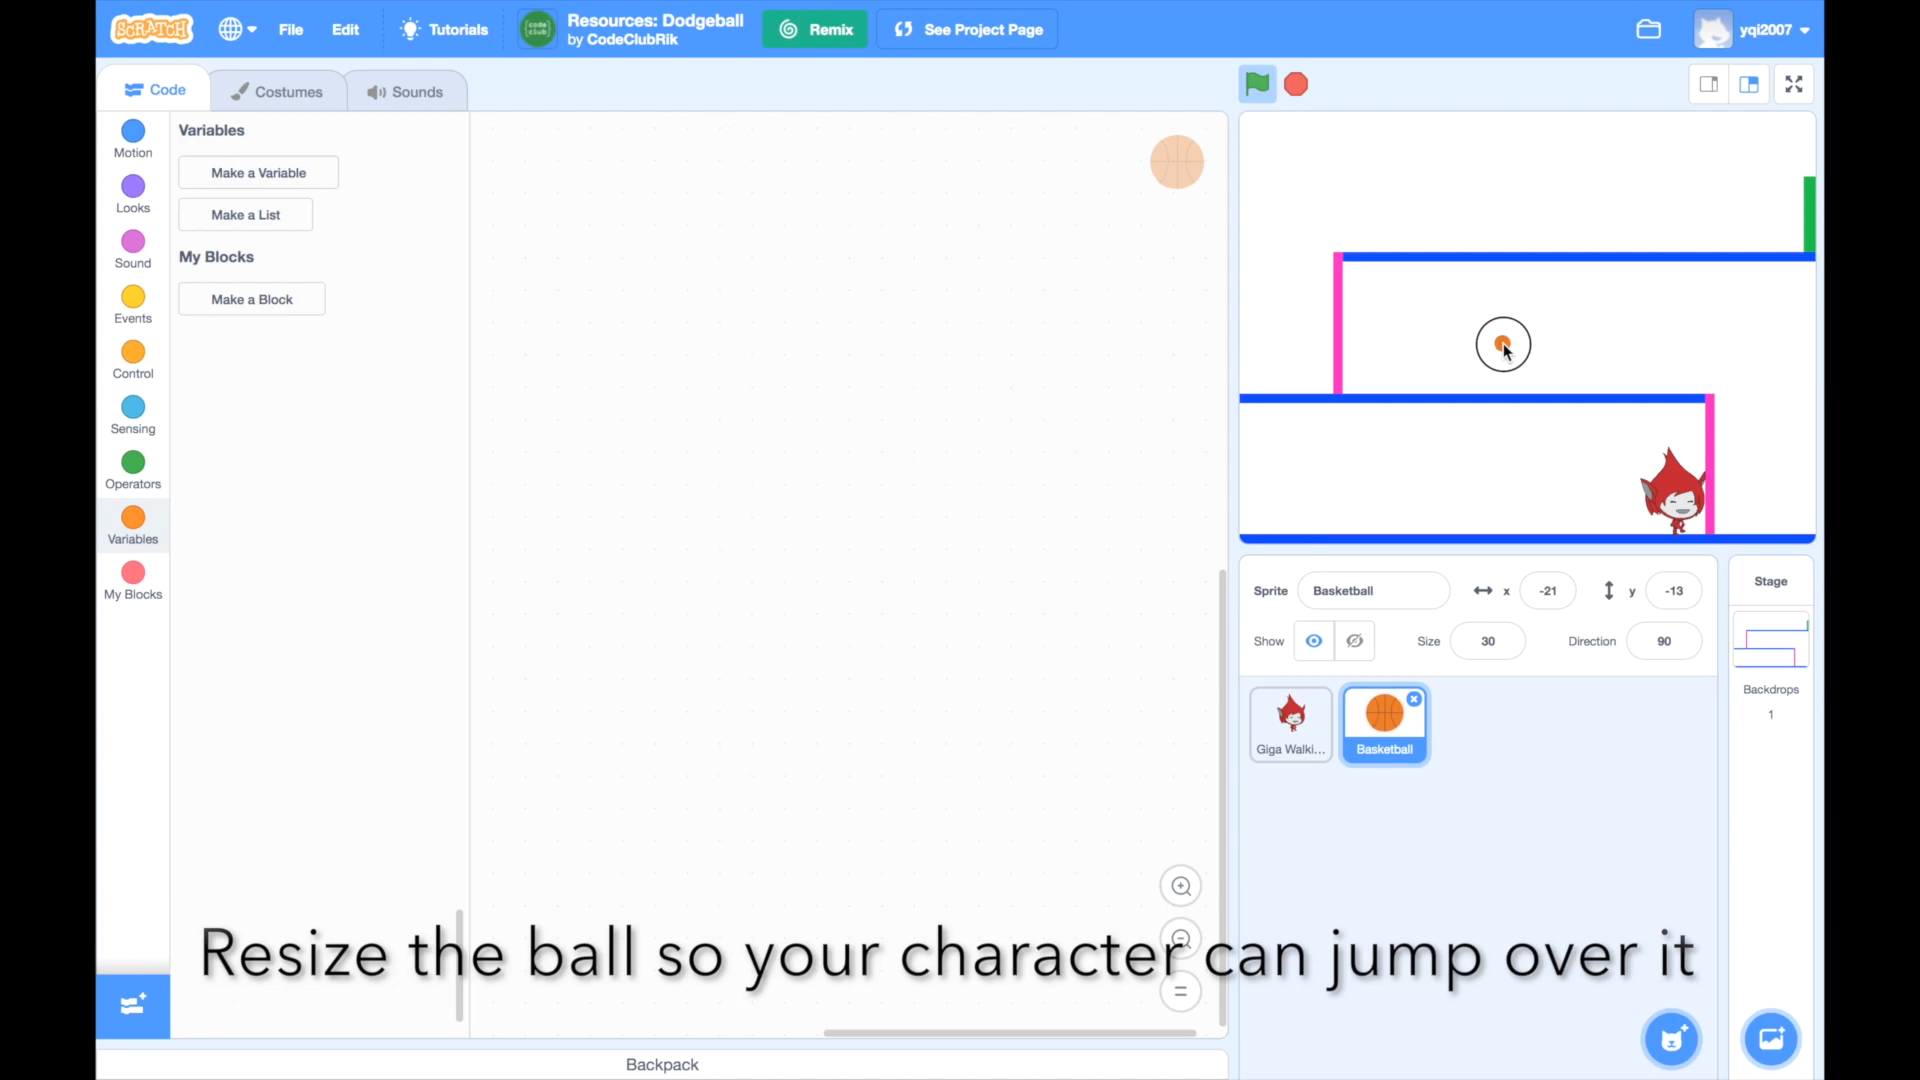 SCRATCH
File
Edit
Tutorials
code club
Resources: Dodgeball
by CodeClubRik
Remix
See Project Page
yqi2007
Code
Costumes
Sounds
Motion
Looks
Sound
Events
Control
Sensing
Operators
Variables
My Blocks
Variables
Make a Variable
Make a List
My Blocks
Make a Block
Sprite
Basketball
x
-21
y
-13
Show
Size
30
Direction
90
Giga Walki...
Basketball
Stage
Backdrops
1
Resize the ball so your character can jump over it
Backpack